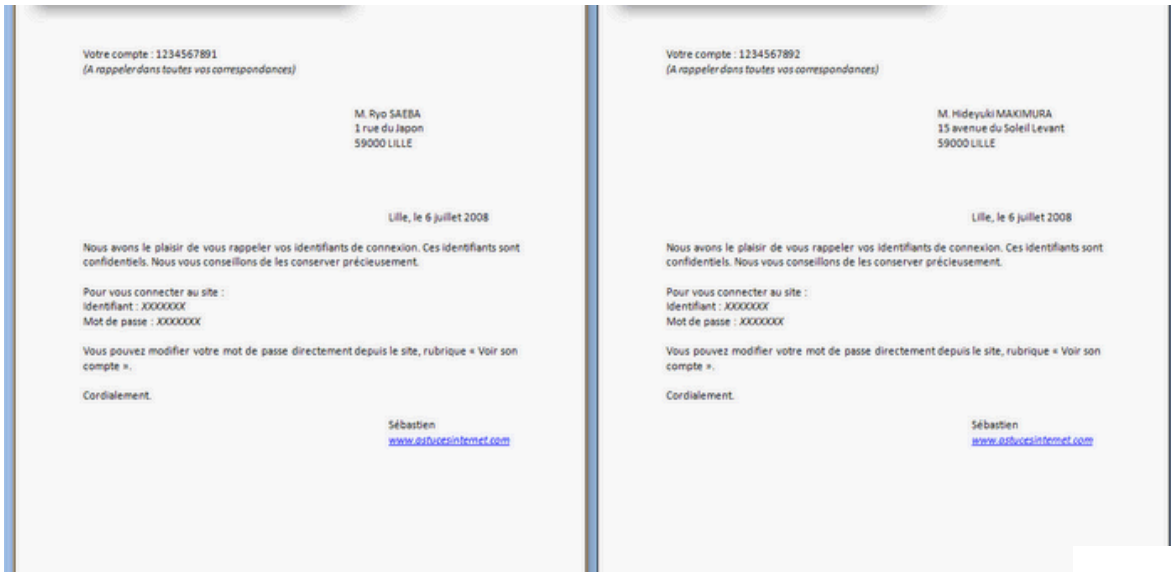 Votre compte : 1234567891
(A rappeler dans toutes vos correspondances)
M. Ryo SAEBA
1 rue du Japon
59000 LILLE
Lille, le 6 juillet 2008
Nous avons le plaisir de vous rappeler vos identifiants de connexion. Ces identifiants sont
confidentiels. Nous vous conseillons de les conserver précieusement.
Pour vous connecter au site :
Identifiant : XXXXXXX
Mot de passe : XXXXXXX
Vous pouvez modifier votre mot de passe directement depuis le site, rubrique « Voir son
compte ».
Cordialement.
Sébastien
www.astucesinternet.com
Votre compte : 1234567892
(A rappeler dans toutes vos correspondances)
M. Hideyuki MAKIMURA
15 avenue du Soleil Levant
59000 LILLE
Lille, le 6 juillet 2008
Nous avons le plaisir de vous rappeler vos identifiants de connexion. Ces identifiants sont
confidentiels. Nous vous conseillons de les conserver précieusement.
Pour vous connecter au site :
Identifiant : XXXXXXX
Mot de passe : XXXXXXX
Vous pouvez modifier votre mot de passe directement depuis le site, rubrique « Voir son
compte ».
Cordialement.
Sébastien
www.astucesinternet.com